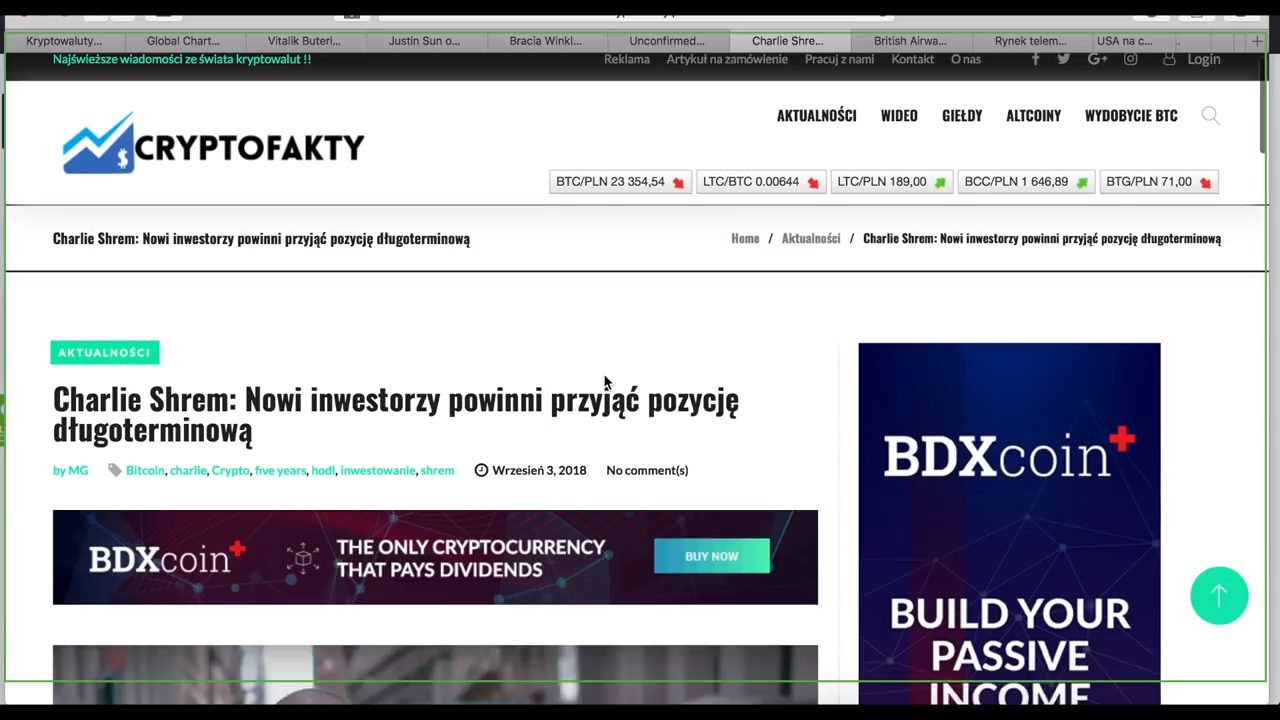 Kryptowaluty... Global Chart... Vitalik Buteri... Justin Sun o... Bracia Winkl... Unconfirmed... Charlie Shre... British Airwa... Rynek telem... USA na c...
Najświeższe wiadomości ze świata kryptowalut !! Reklama Artykuł na zamówienie Pracuj z nami Kontakt O nas Login
AKTUALNOŚCI WIDEO GIEŁDY ALTCOINY WYDOBYCIE BTC
CRYPTOFAKTY
BTC/PLN 23 354,54 LTC/BTC 0.00644 LTC/PLN 189,00 BCC/PLN 1 646,89 BTG/PLN 71,00
Charlie Shrem: Nowi inwestorzy powinni przyjąć pozycję długoterminową Home / Aktualności / Charlie Shrem: Nowi inwestorzy powinni przyjąć pozycję długoterminową
AKTUALNOŚCI
Charlie Shrem: Nowi inwestorzy powinni przyjąć pozycję
długoterminową
by MG Bitcoin, charlie, Crypto, five years, hodl, inwestowanie, shrem Wrzesień 3, 2018 No comment(s)
BDXcoin
THE ONLY CRYPTOCURRENCY
THAT PAYS DIVIDENDS
BUY NOW
BDXcoin
BUILD YOUR
PASSIVE
INCOME